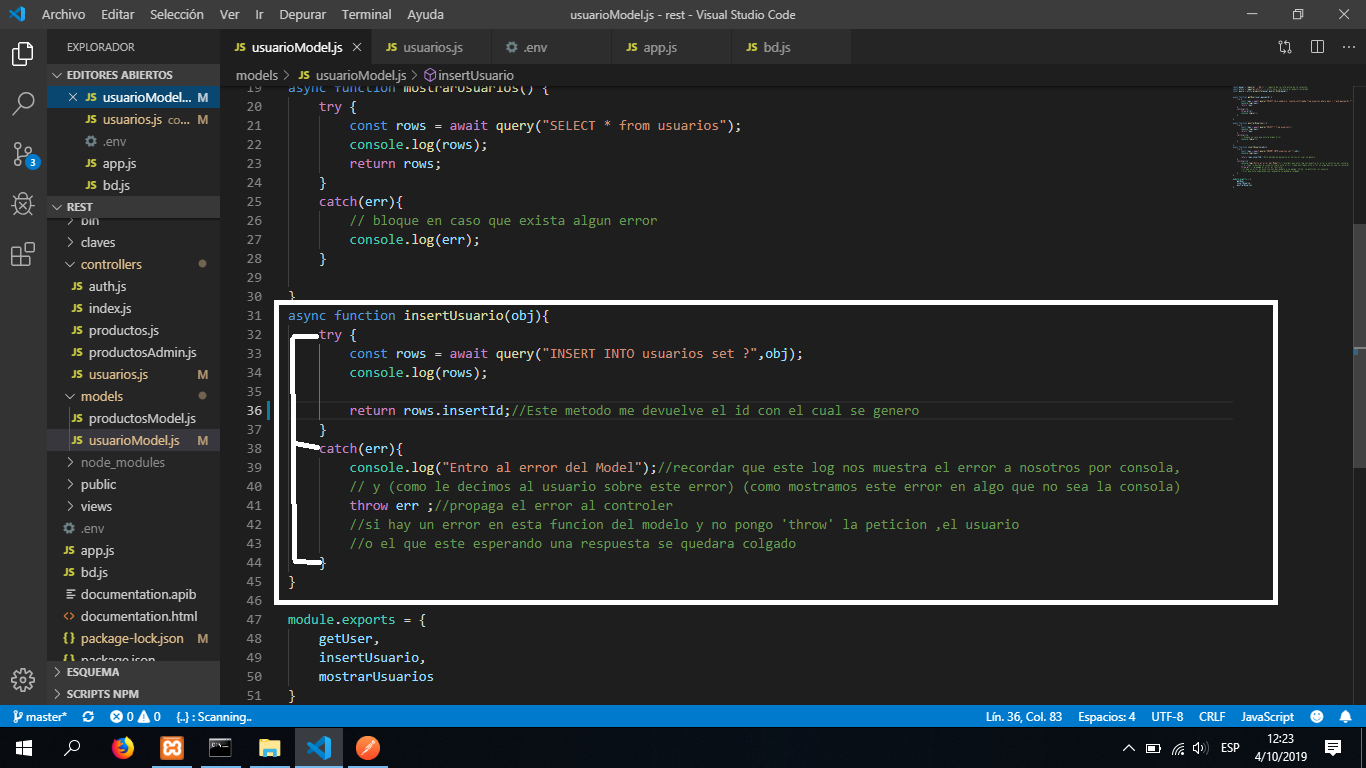 Archivo Editar Selección Ver Ir Depurar Terminal Ayuda usuarioModel.js - rest - Visual Studio Code
EXPLORADOR
EDITORES ABIERTOS
JS usuarioModel... M
JS usuarios.js co... M
.env
JS app.js
JS bd.js
REST
bin
claves
controllers
JS auth.js
JS index.js
JS productos.js
JS productosAdmin.js
JS usuarios.js M
models
JS productosModel.js
JS usuarioModel.js M
node_modules
public
views
.env
JS app.js
JS bd.js
documentation.apib
documentation.html
package-lock.json M
package.json
ESQUEMA
SCRIPTS NPM
3
JS usuarioModel.js JS usuarios.js .env JS app.js JS bd.js
models > JS usuarioModel.js > insertUsuario
19 async function mostrarUsuarios() {
20 try {
21 const rows = await query("SELECT * from usuarios");
22 console.log(rows);
23 return rows;
24 }
25 catch(err){
26 // bloque en caso que exista algun error
27 console.log(err);
28 }
29
30 }
31 async function insertUsuario(obj){
32 try {
33 const rows = await query("INSERT INTO usuarios set ?",obj);
34 console.log(rows);
35
36 return rows.insertId;//Este metodo me devuelve el id con el cual se genero
37 }
38 catch(err){
39 console.log("Entro al error del Model");//recordar que este log nos muestra el error a nosotros por consola,
40 // y (como le decimos al usuario sobre este error) (como mostramos este error en algo que no sea la consola)
41 throw err ;//propaga el error al controler
42 //si hay un error en esta funcion del modelo y no pongo 'throw' la peticion ,el usuario
43 //o el que este esperando una respuesta se quedara colgado
44 }
45 }
46
47 module.exports = {
48 getUser,
49 insertUsuario,
50 mostrarUsuarios
51 }
master* 0 0 {..} : Scanning.. Lín. 36, Col. 83 Espacios: 4 UTF-8 CRLF JavaScript
ESP 12:23
4/10/2019